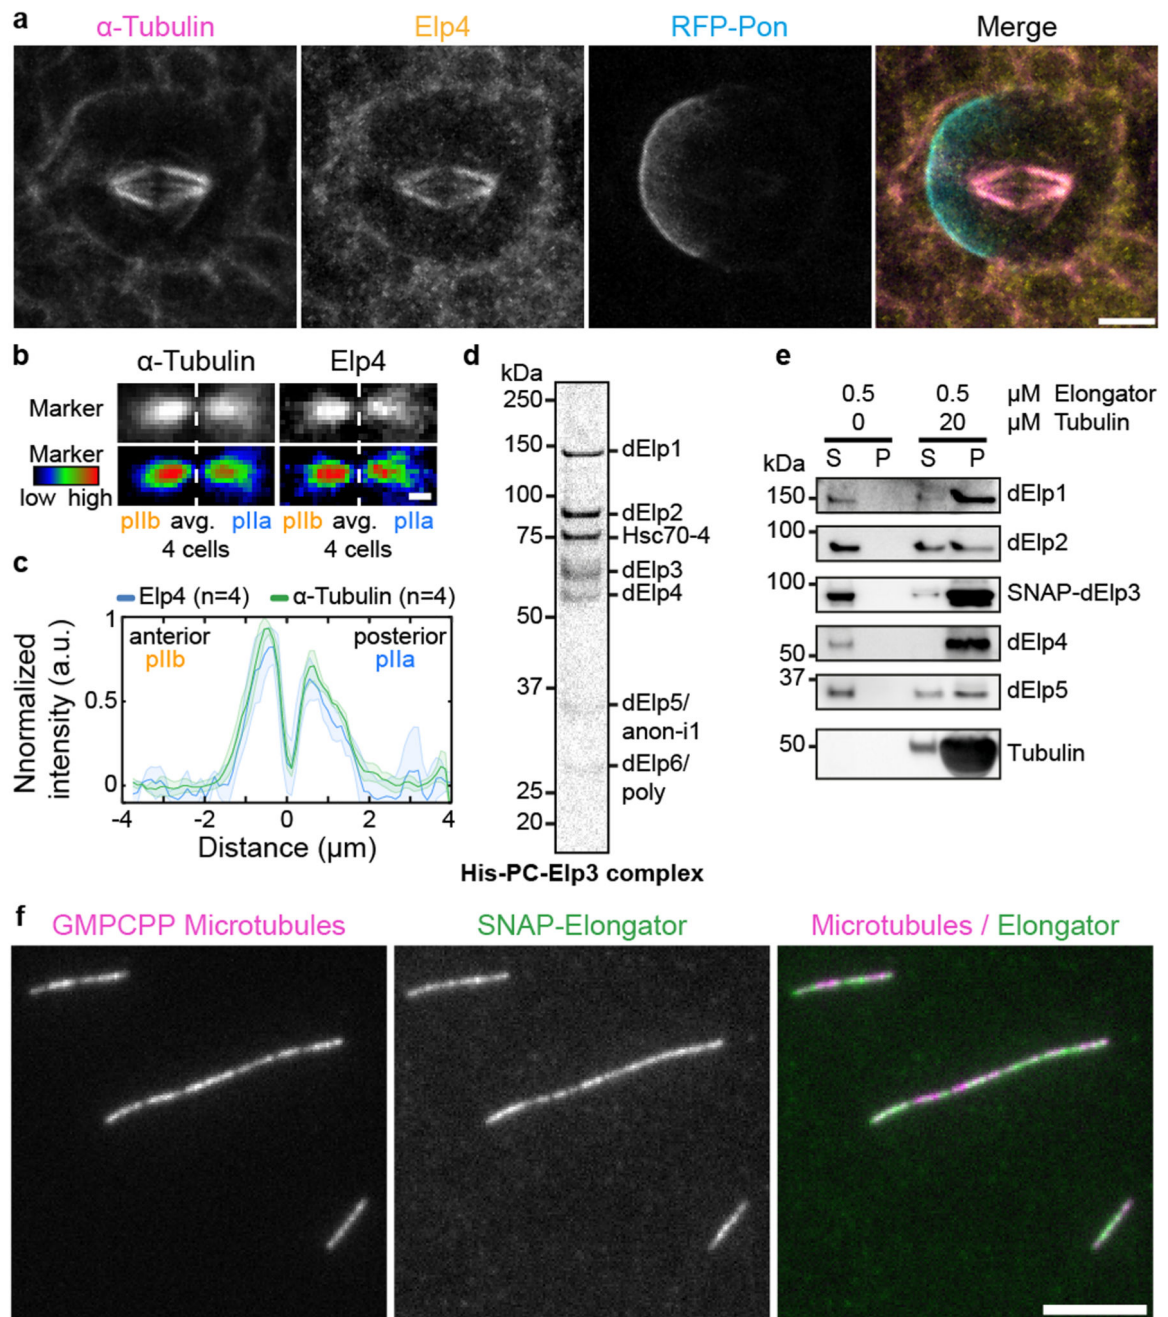 a
α-Tubulin Elp4 RFP-Pon Merge
b
α-Tubulin Elp4
Marker
Marker
low high
pIIb avg. pIIa pIIb avg. pIIa
4 cells 4 cells
c
Elp4 (n=4) α-Tubulin (n=4)
anterior posterior
pIIb pIIa
Nnormalized
intensity (a.u.)
1
0.5
0
-4 -2 0 2 4
Distance (µm)
d
kDa
250
150
100
75
50
37
25
20
dElp1
dElp2
Hsc70-4
dElp3
dElp4
dElp5/
anon-i1
dElp6/
poly
His-PC-Elp3 complex
e
0.5 0.5 µM Elongator
0 20 µM Tubulin
kDa S P S P
150 dElp1
100 dElp2
100 SNAP-dElp3
50 dElp4
37 dElp5
50 Tubulin
f
GMPCPP Microtubules SNAP-Elongator Microtubules / Elongator